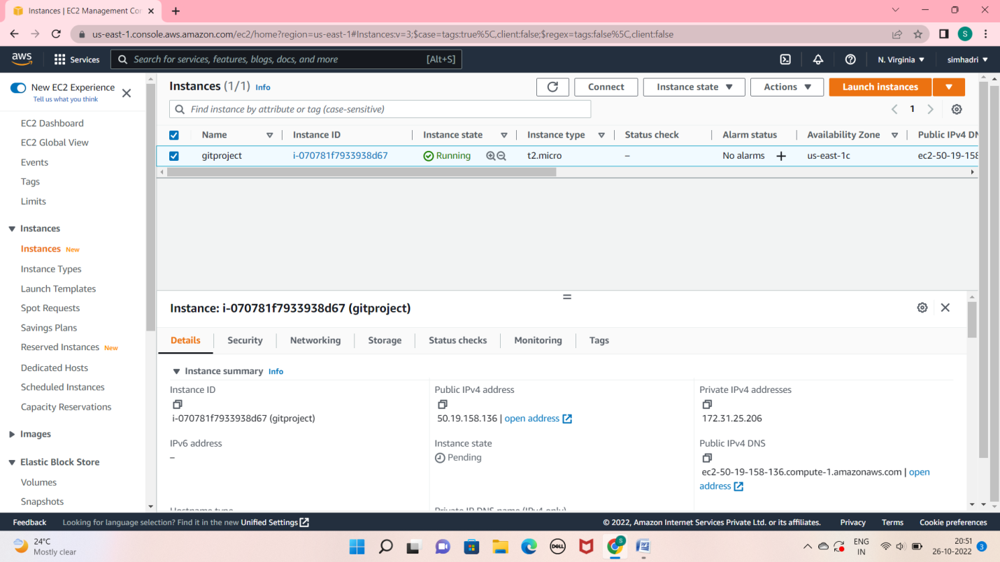 Instances | EC2 Management Con
us-east-1.console.aws.amazon.com/ec2/home?region=us-east-1#Instances:v=3;$case=tags:true%5C,client:false;$regex=tags:false%5C,client:false
S
aws Services Search for services, features, blogs, docs, and more [Alt+S] N. Virginia simhadri
New EC2 Experience
Tell us what you think
EC2 Dashboard
EC2 Global View
Events
Tags
Limits
Instances
Instances New
Instance Types
Launch Templates
Spot Requests
Savings Plans
Reserved Instances New
Dedicated Hosts
Scheduled Instances
Capacity Reservations
Images
Elastic Block Store
Volumes
Snapshots
Instances (1/1) Info
Connect Instance state Actions Launch instances
Find instance by attribute or tag (case-sensitive) 1
Name Instance ID Instance state Instance type Status check Alarm status Availability Zone Public IPv4 DN
gitproject i-070781f7933938d67 Running t2.micro – No alarms + us-east-1c ec2-50-19-158
Instance: i-070781f7933938d67 (gitproject)
Details Security Networking Storage Status checks Monitoring Tags
Instance summary Info
Instance ID Public IPv4 address Private IPv4 addresses
i-070781f7933938d67 (gitproject) 50.19.158.136 | open address 172.31.25.206
IPv6 address Instance state Public IPv4 DNS
– Pending
ec2-50-19-158-136.compute-1.amazonaws.com | open
address
Hostname type Private IP DNS name (IPv4 only)
Feedback Looking for language selection? Find it in the new Unified Settings © 2022, Amazon Internet Services Private Ltd. or its affiliates. Privacy Terms Cookie preferences
24°C
Mostly clear
DELL
S
W
ENG
IN
20:51
26-10-2022
3